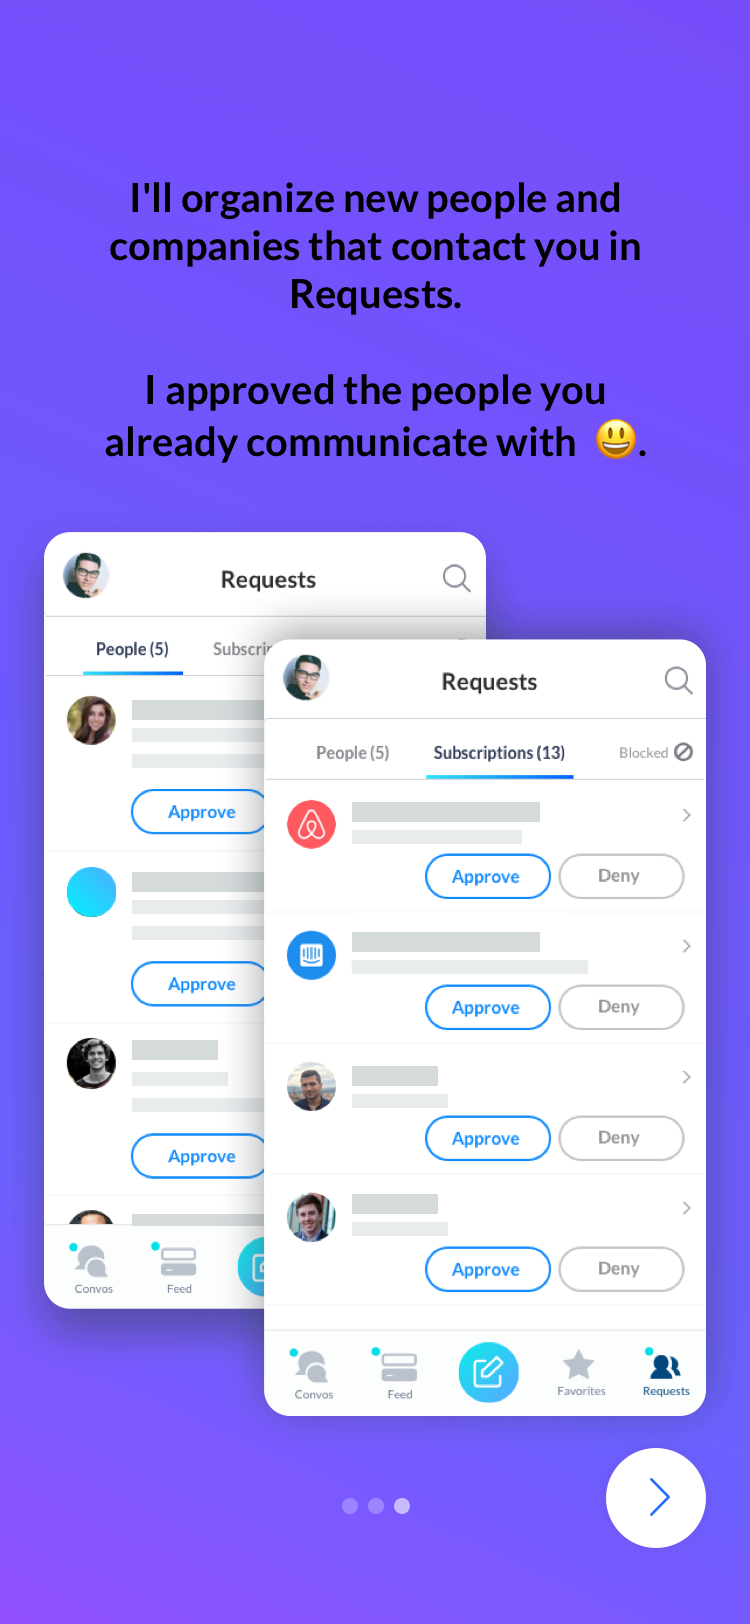 I'll organize new people and
companies that contact you in
Requests.
I approved the people you
already communicate with 😃.
Requests
People (5)
Approve
Approve
Approve
Convos
Feed
Requests
People (5) Subscriptions (13) Blocked
Approve Deny
Approve Deny
Approve Deny
Approve Deny
Convos Feed Favorites Requests